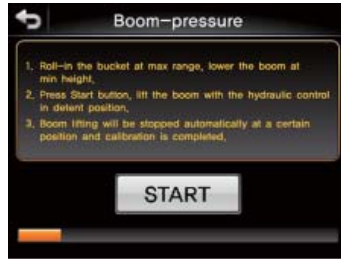 Boom-pressure
1. Roll-in the bucket at max range, lower the boom at
min height.
2. Press Start button, lift the boom with the hydraulic control
in detent position.
3. Boom lifting will be stopped automatically at a certain
position and calibration is completed.
START